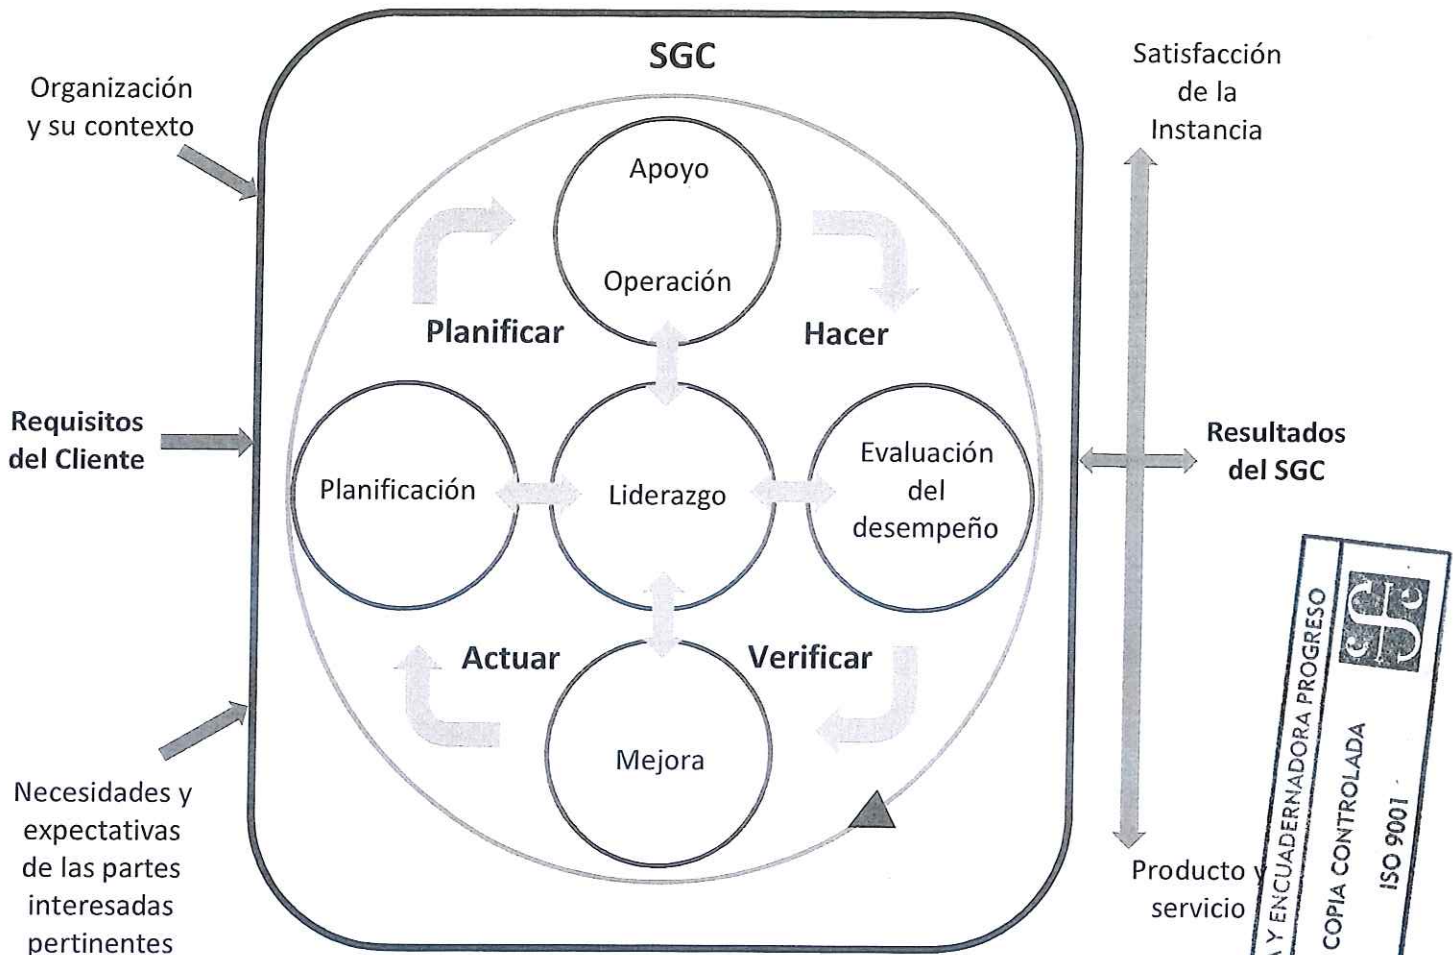 SGC
Organización
y su contexto
Satisfacción
de la
Instancia
Apoyo
Operación
Planificar
Hacer
Requisitos
del Cliente
Planificación
Liderazgo
Evaluación
del
desempeño
Resultados
del SGC
Actuar
Verificar
Mejora
Necesidades y
expectativas
de las partes
interesadas
pertinentes
Producto y
servicio
Y ENCUADERNADORA PROGRESO
COPIA CONTROLADA
ISO 9001